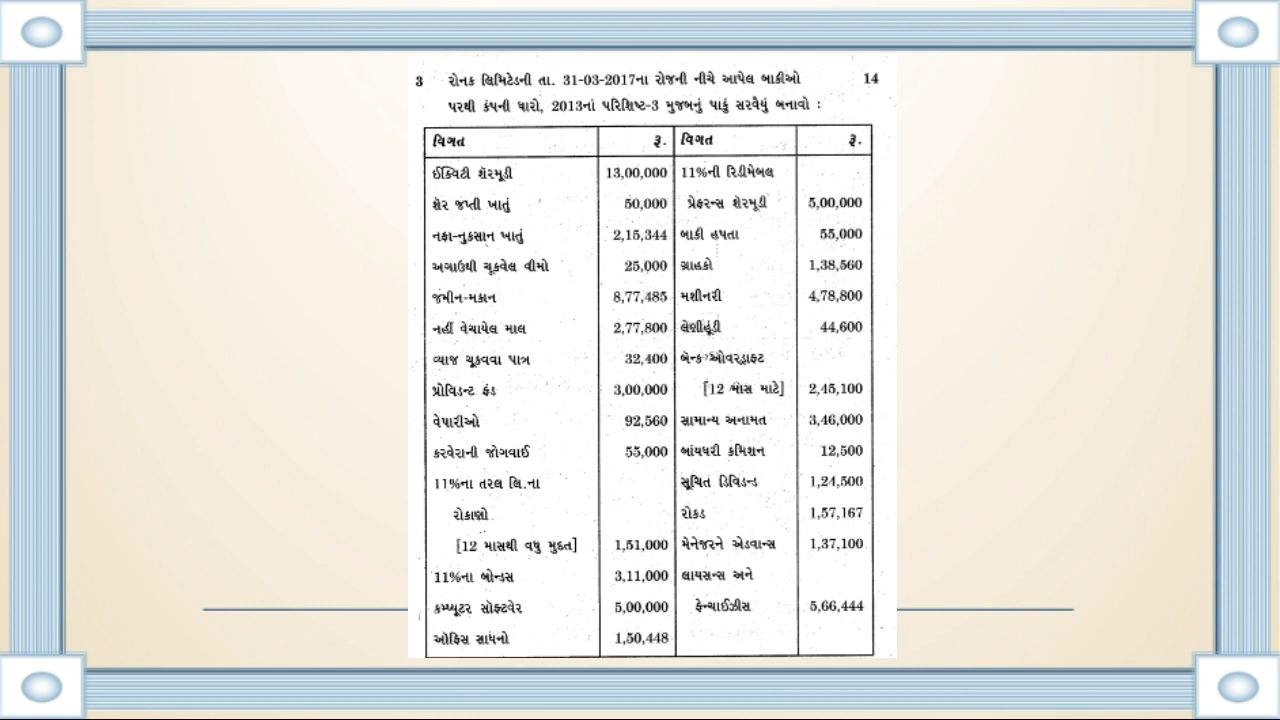 3 રોનક લિમિટેડની તા. 31-03-2017ના રોજની નીચે આપેલ બાકીઓ 14
પરથી કંપની ધારો, 2013નાં પરિશિષ્ટ-3 મુજબનું પાકું સરવૈયું બનાવો :
વિગત રૂ. વિગત રૂ.
ઈક્વિટી શૅરમૂડી 13,00,000 11%ની રિડીમેબલ
શૅર જપ્તી ખાતું 50,000 પ્રેફરન્સ શૅરમૂડી 5,00,000
નફા-નુકસાન ખાતું 2,15,344 બાકી હપતા 55,000
અગાઉથી ચૂકવેલ વીમો 25,000 ગ્રાહકો 1,38,560
જમીન-મકાન 8,77,485 મશીનરી 4,78,800
નહીં વેચાયેલ માલ 2,77,800 લેણીહૂંડી 44,600
વ્યાજ ચૂકવવા પાત્ર 32,400 બેન્ક ઓવરડ્રાફ્ટ
પ્રોવિડન્ટ ફંડ 3,00,000 [12 માસ માટે] 2,45,100
વેપારીઓ 92,560 સામાન્ય અનામત 3,46,000
કરવેરાની જોગવાઈ 55,000 બાંયધરી કમિશન 12,500
11%ના તરલ લિ.ના સૂચિત ડિવિડન્ડ 1,24,500
રોકાણો રોકડ 1,57,167
[12 માસથી વધુ મુદત] 1,51,000 મેનેજરને એડવાન્સ 1,37,100
11%ના બોન્ડસ 3,11,000 લાયસન્સ અને
કમ્પ્યૂટર સોફ્ટવેર 5,00,000 ફ્રેન્ચાઈઝીસ 5,66,444
ઑફિસ સાધનો 1,50,448